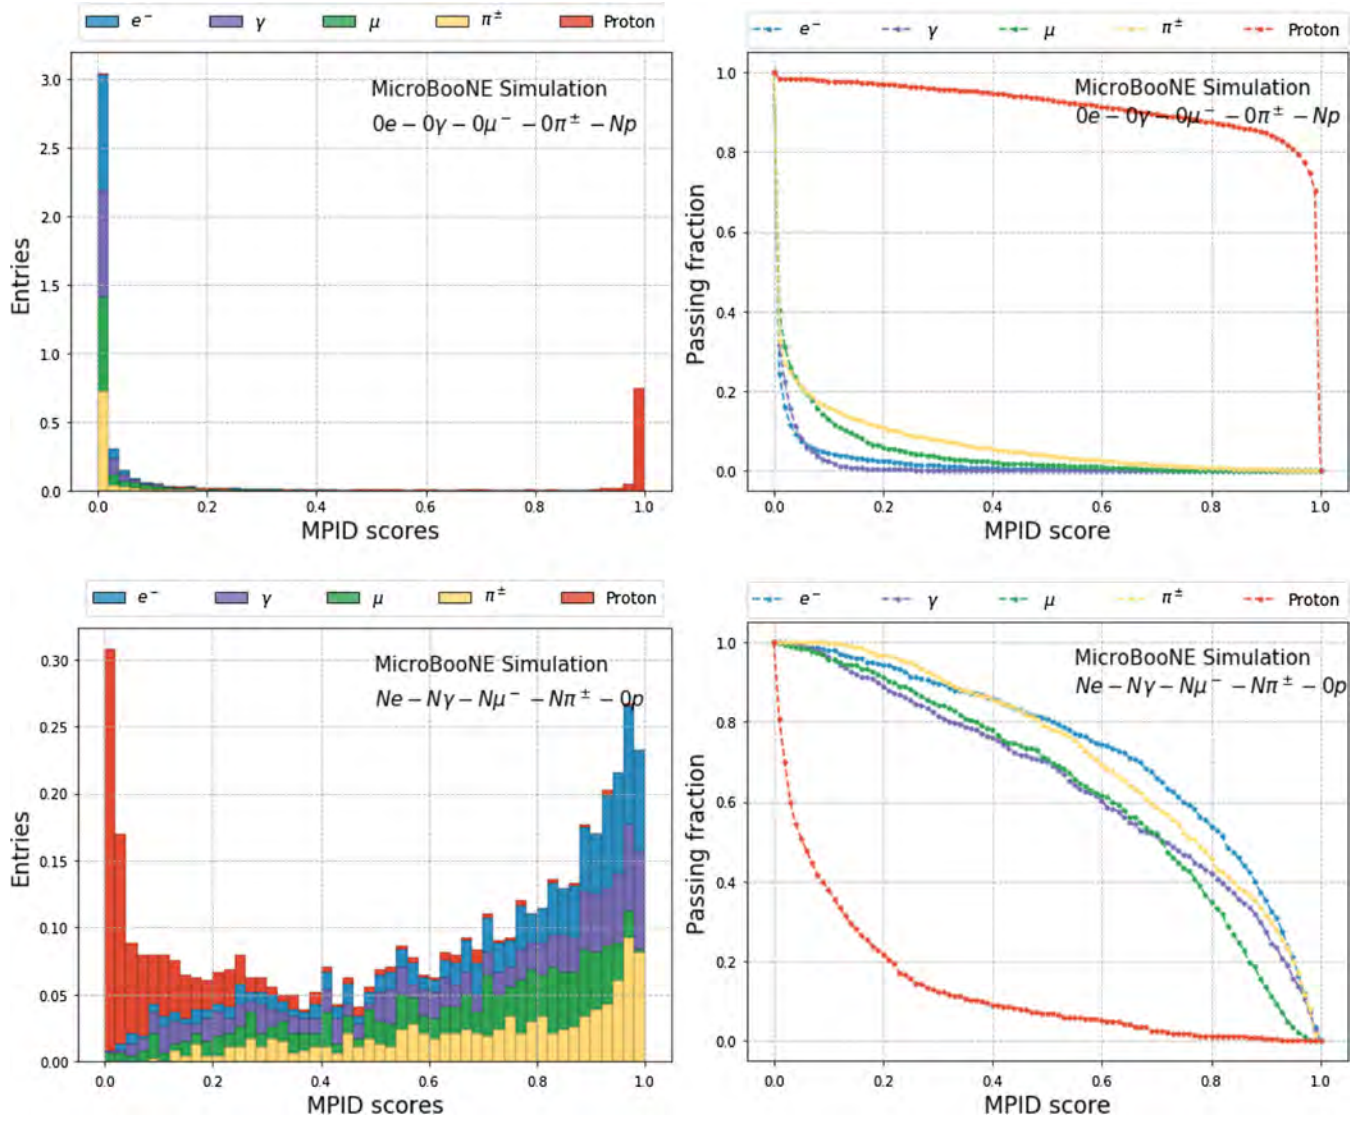 e⁻ γ μ π± Proton
MicroBooNE Simulation
0e − 0γ − 0μ⁻ − 0π± − Np
Entries
3.0
2.5
2.0
1.5
1.0
0.5
0.0
0.0 0.2 0.4 0.6 0.8 1.0
MPID scores
e⁻ γ μ π± Proton
MicroBooNE Simulation
0e − 0γ − 0μ⁻ − 0π± − Np
Passing fraction
1.0
0.8
0.6
0.4
0.2
0.0
0.0 0.2 0.4 0.6 0.8 1.0
MPID score
e⁻ γ μ π± Proton
MicroBooNE Simulation
Ne − Nγ − Nμ⁻ − Nπ± − 0p
Entries
0.30
0.25
0.20
0.15
0.10
0.05
0.00
0.0 0.2 0.4 0.6 0.8 1.0
MPID scores
e⁻ γ μ π± Proton
MicroBooNE Simulation
Ne − Nγ − Nμ⁻ − Nπ± − 0p
Passing fraction
1.0
0.8
0.6
0.4
0.2
0.0
0.0 0.2 0.4 0.6 0.8 1.0
MPID score